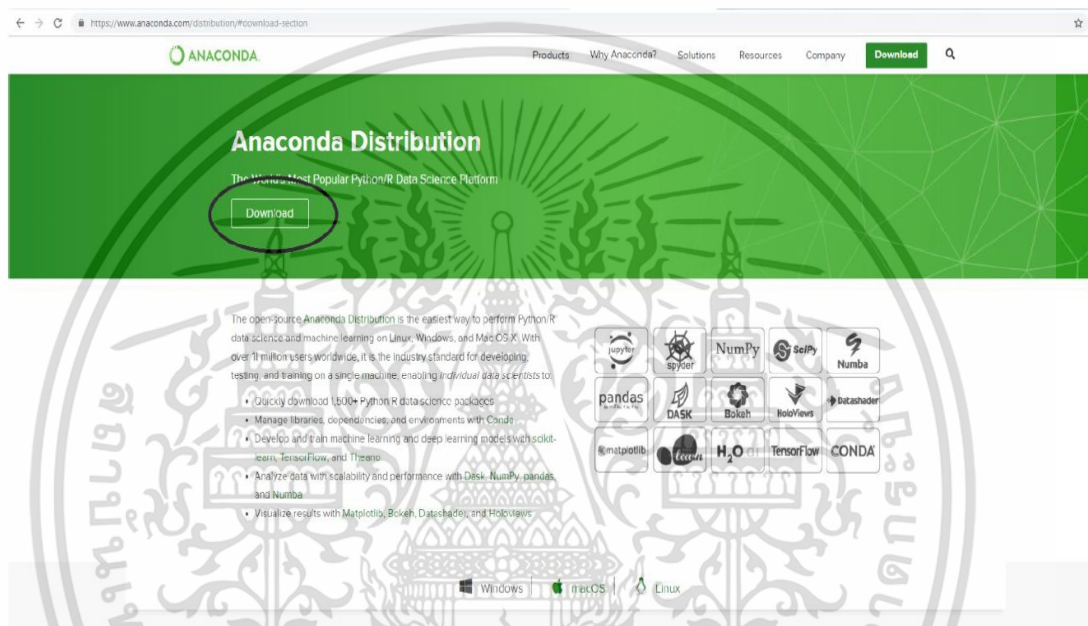 https://www.anaconda.com/distribution/#download-section
ANACONDA.
Products Why Anaconda? Solutions Resources Company Download
Anaconda Distribution
The World's Most Popular Python/R Data Science Platform
Download
The open-source Anaconda Distribution is the easiest way to perform Python/R
data science and machine learning on Linux, Windows, and Mac OS X. With
over 11 million users worldwide, it is the industry standard for developing,
testing, and training on a single machine, enabling individual data scientists to:
• Quickly download 1,500+ Python R data science packages
• Manage libraries, dependencies, and environments with Conda
• Develop and train machine learning and deep learning models with scikit-
learn, TensorFlow, and Theano
• Analyze data with scalability and performance with Dask, NumPy, pandas,
and Numba
• Visualize results with Matplotlib, Bokeh, Datashader, and Holoviews
jupyter spyder NumPy SciPy Numba
pandas DASK Bokeh HoloViews Datashader
matplotlib learn H2O TensorFlow CONDA
Windows macOS Linux